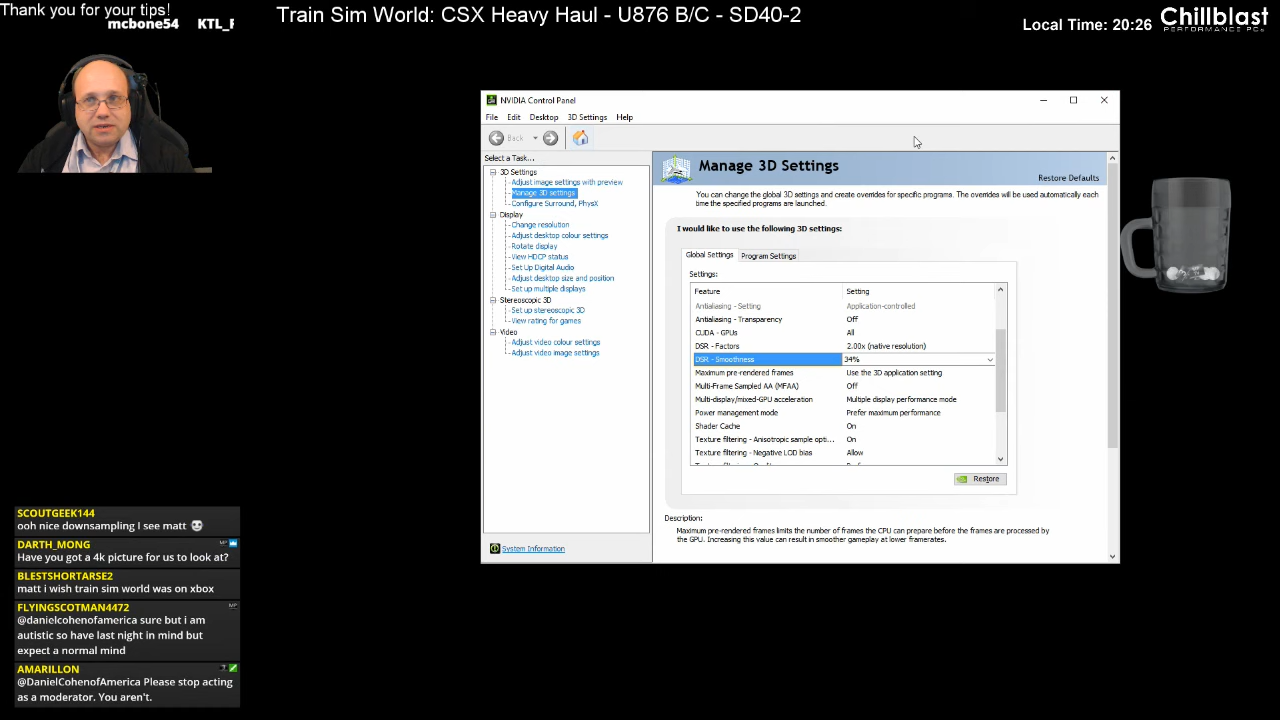 Thank you for your tips!
mcbone54
Train Sim World: CSX Heavy Haul - U876 B/C - SD40-2
Local Time: 20:26
Chillblast
PERFORMANCE PCs
NVIDIA Control Panel
File Edit Desktop 3D Settings Help
Back
Select a Task...
3D Settings
Adjust image settings with preview
Manage 3D settings
Configure Surround, PhysX
Display
Change resolution
Adjust desktop colour settings
Rotate display
View HDCP status
Set Up Digital Audio
Adjust desktop size and position
Set up multiple displays
Stereoscopic 3D
Set up stereoscopic 3D
View rating for games
Video
Adjust video colour settings
Adjust video image settings
System Information
Manage 3D Settings
Restore Defaults
You can change the global 3D settings and create overrides for specific programs. The overrides will be used automatically each
time the specified programs are launched.
I would like to use the following 3D settings:
Global Settings Program Settings
Settings:
Feature Setting
Antialiasing - Setting Application-controlled
Antialiasing - Transparency Off
CUDA - GPUs All
DSR - Factors 2.00x (native resolution)
DSR - Smoothness 34%
Maximum pre-rendered frames Use the 3D application setting
Multi-Frame Sampled AA (MFAA) Off
Multi-display/mixed-GPU acceleration Multiple display performance mode
Power management mode Prefer maximum performance
Shader Cache On
Texture filtering - Anisotropic sample opti... On
Texture filtering - Negative LOD bias Allow
Restore
Description:
Maximum pre-rendered frames limits the number of frames the CPU can prepare before the frames are processed by
the GPU. Increasing this value can result in smoother gameplay at lower framerates.
SCOUTGEEK144
ooh nice downsampling I see matt
DARTH_MONG
Have you got a 4k picture for us to look at?
BLESTSHORTARSE2
matt i wish train sim world was on xbox
FLYINGSCOTMAN4472
@danielcohenofamerica sure but i am
autistic so have last night in mind but
expect a normal mind
AMARILLON
@DanielCohenofAmerica Please stop acting
as a moderator. You aren't.